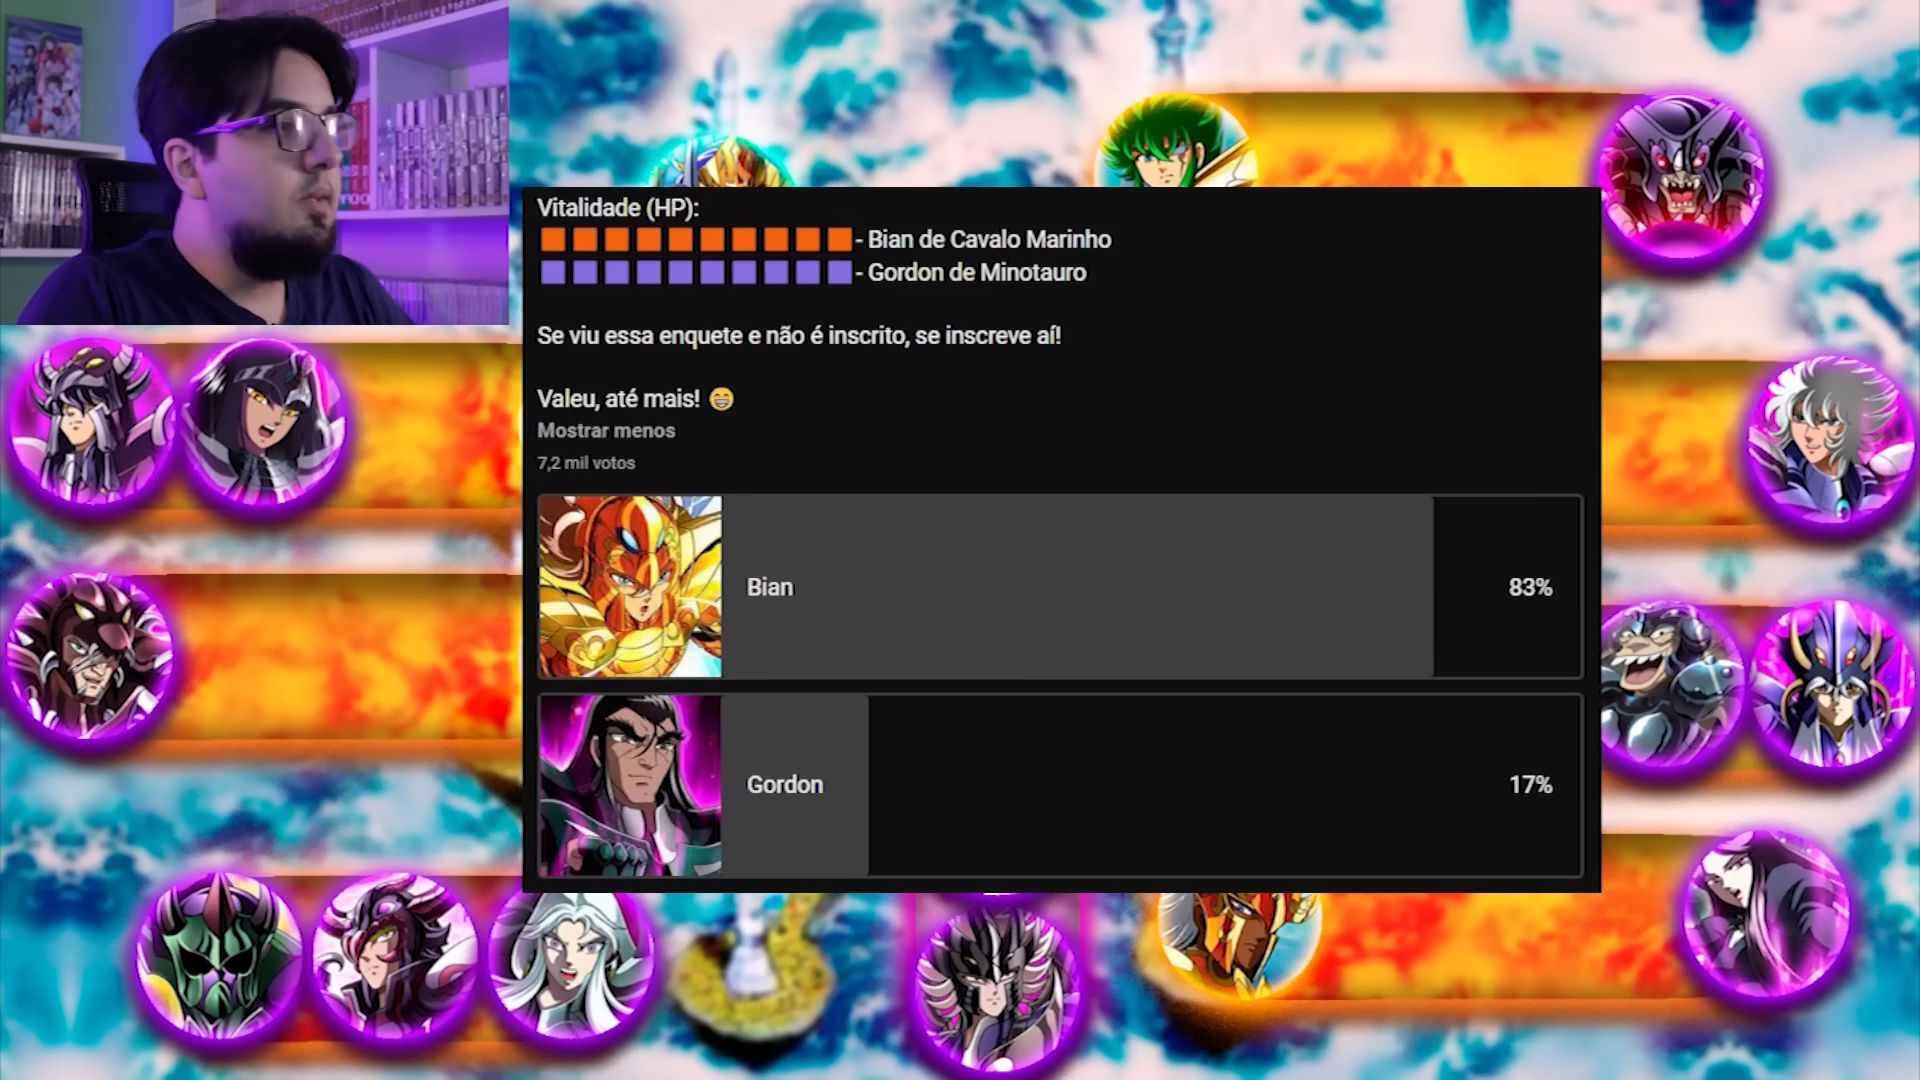 Vitalidade (HP):
- Bian de Cavalo Marinho
- Gordon de Minotauro
Se viu essa enquete e não é inscrito, se inscreve aí!
Valeu, até mais! 😁
Mostrar menos
7,2 mil votos
Bian
83%
Gordon
17%